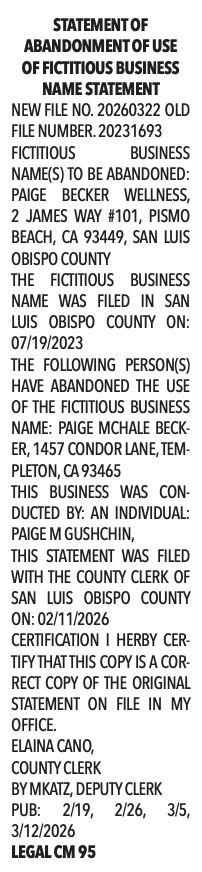 STATEMENT OF
ABANDONMENT OF USE
OF FICTITIOUS BUSINESS
NAME STATEMENT
NEW FILE NO. 20260322 OLD
FILE NUMBER. 20231693
FICTITIOUS BUSINESS
NAME(S) TO BE ABANDONED:
PAIGE BECKER WELLNESS,
2 JAMES WAY #101, PISMO
BEACH, CA 93449, SAN LUIS
OBISPO COUNTY
THE FICTITIOUS BUSINESS
NAME WAS FILED IN SAN
LUIS OBISPO COUNTY ON:
07/19/2023
THE FOLLOWING PERSON(S)
HAVE ABANDONED THE USE
OF THE FICTITIOUS BUSINESS
NAME: PAIGE MCHALE BECK-
ER, 1457 CONDOR LANE, TEM-
PLETON, CA 93465
THIS BUSINESS WAS CON-
DUCTED BY: AN INDIVIDUAL:
PAIGE M GUSHCHIN,
THIS STATEMENT WAS FILED
WITH THE COUNTY CLERK OF
SAN LUIS OBISPO COUNTY
ON: 02/11/2026
CERTIFICATION I HERBY CER-
TIFY THAT THIS COPY IS A COR-
RECT COPY OF THE ORIGINAL
STATEMENT ON FILE IN MY
OFFICE.
ELAINA CANO,
COUNTY CLERK
BY MKATZ, DEPUTY CLERK
PUB: 2/19, 2/26, 3/5,
3/12/2026
LEGAL CM 95